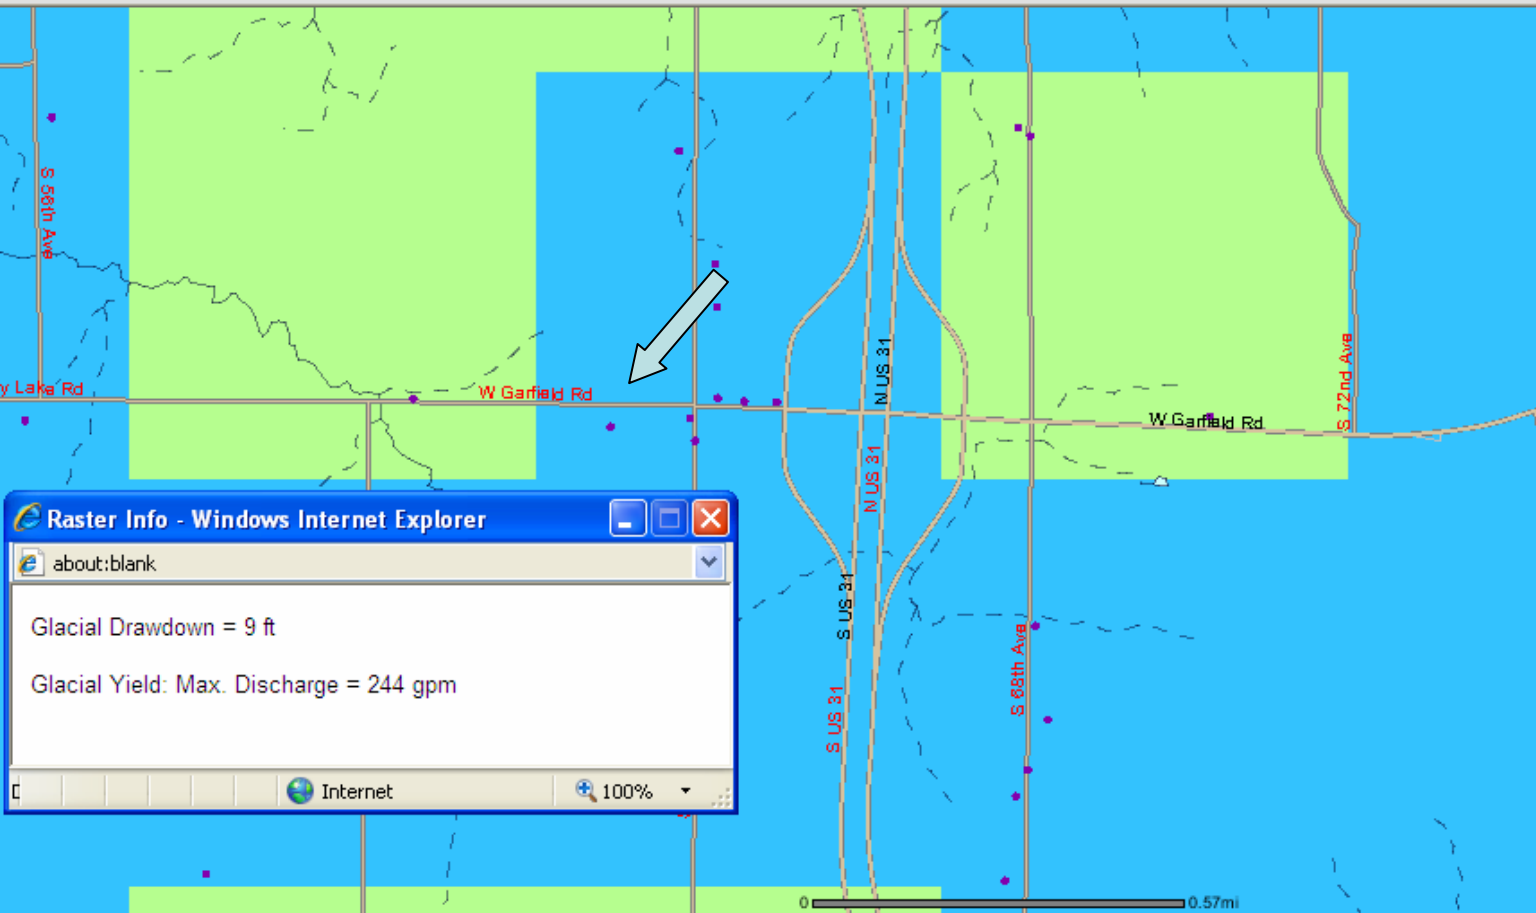 S 56th Ave
y Lake Rd
W Garfield Rd
N US 31
N US 31
W Garfield Rd
S 72nd Ave
Raster Info - Windows Internet Explorer
about:blank
Glacial Drawdown = 9 ft
Glacial Yield: Max. Discharge = 244 gpm
Internet
100%
S US 31
S US 31
S 68th Ave
0
0.57mi